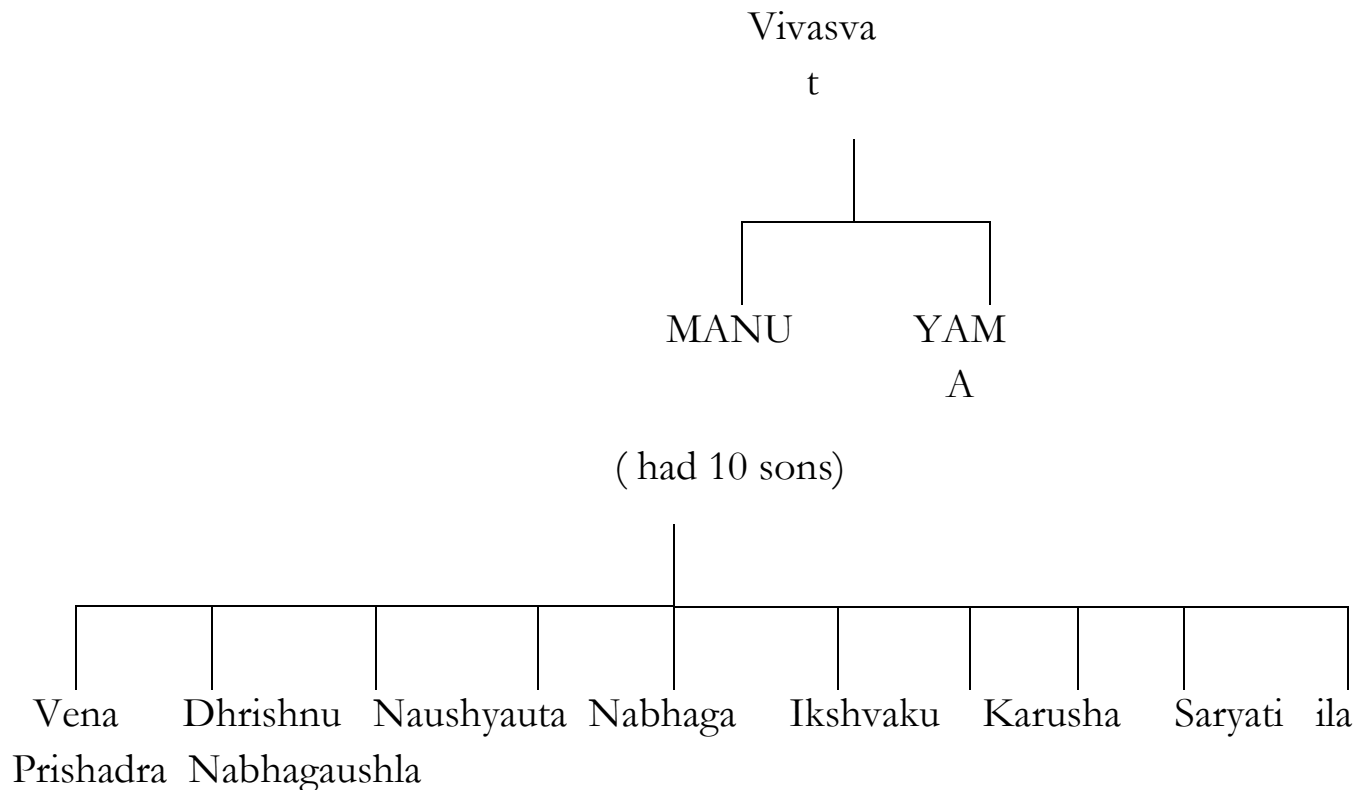 Vivasva
t
MANU YAM
A
( had 10 sons)
Vena Dhrishnu Naushyauta Nabhaga Ikshvaku Karusha Saryati ila
Prishadra Nabhagaushla